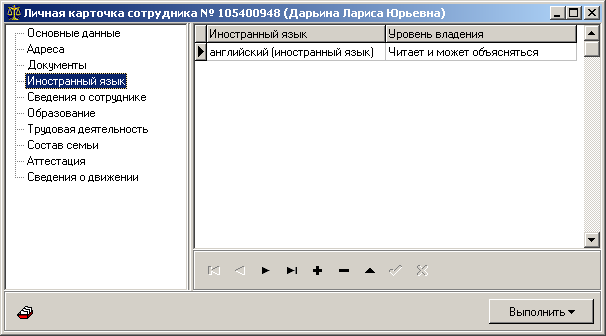 Личная карточка сотрудника № 105400948 (Дарьина Лариса Юрьевна)
Основные данные
Адреса
Документы
Иностранный язык
Сведения о сотруднике
Образование
Трудовая деятельность
Состав семьи
Аттестация
Сведения о движении
Иностранный язык Уровень владения
английский (иностранный язык) Читает и может объясняться
Выполнить